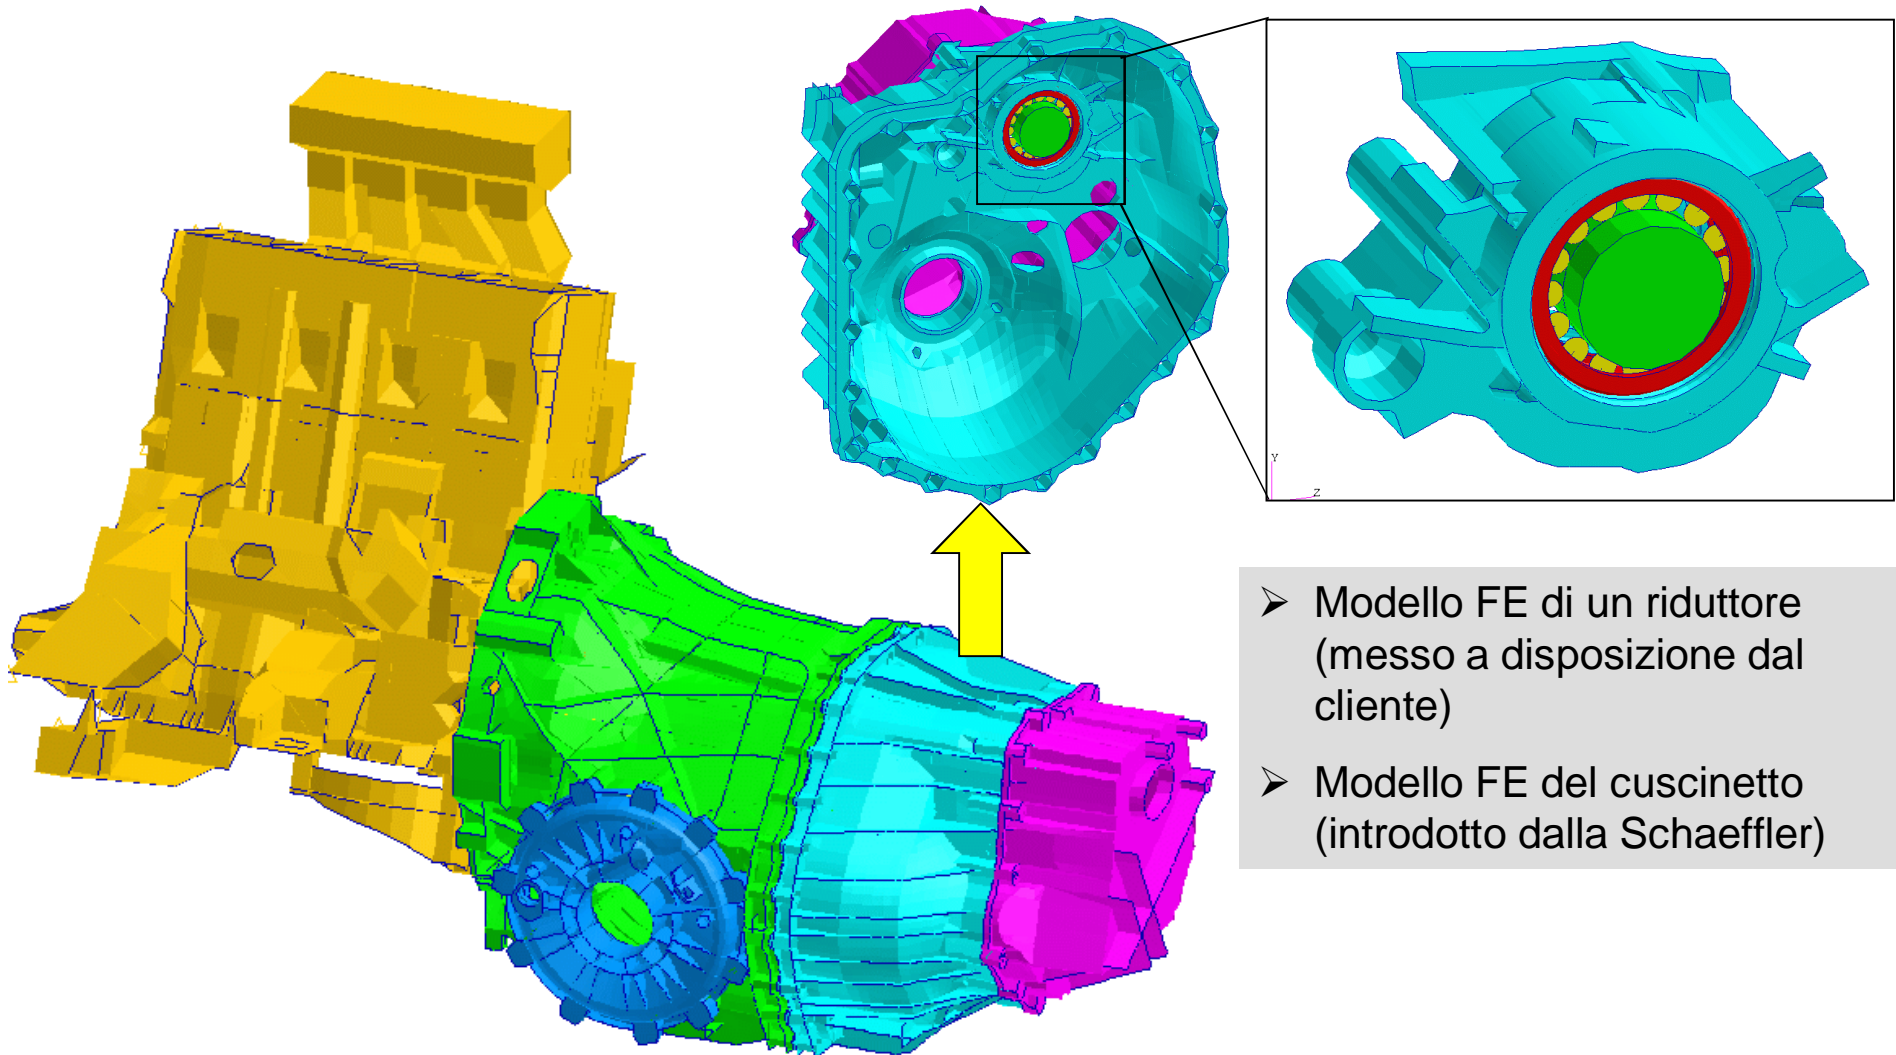 Y
Z
➢ Modello FE di un riduttore
(messo a disposizione dal
cliente)
➢ Modello FE del cuscinetto
(introdotto dalla Schaeffler)